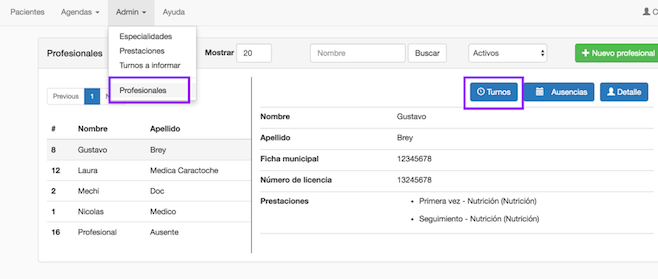 Pacientes Agendas Admin Ayuda C
Especialidades
Prestaciones
Turnos a informar
Profesionales
Profesionales Mostrar 20 Nombre Buscar Activos + Nuevo profesional
Previous 1 N
# Nombre Apellido
8 Gustavo Brey
12 Laura Medica Caractoche
2 Mechi Doc
1 Nicolas Medico
16 Profesional Ausente
Turnos Ausencias Detalle
Nombre Gustavo
Apellido Brey
Ficha municipal 12345678
Número de licencia 13245678
Prestaciones • Primera vez - Nutrición (Nutrición)
• Seguimiento - Nutrición (Nutrición)